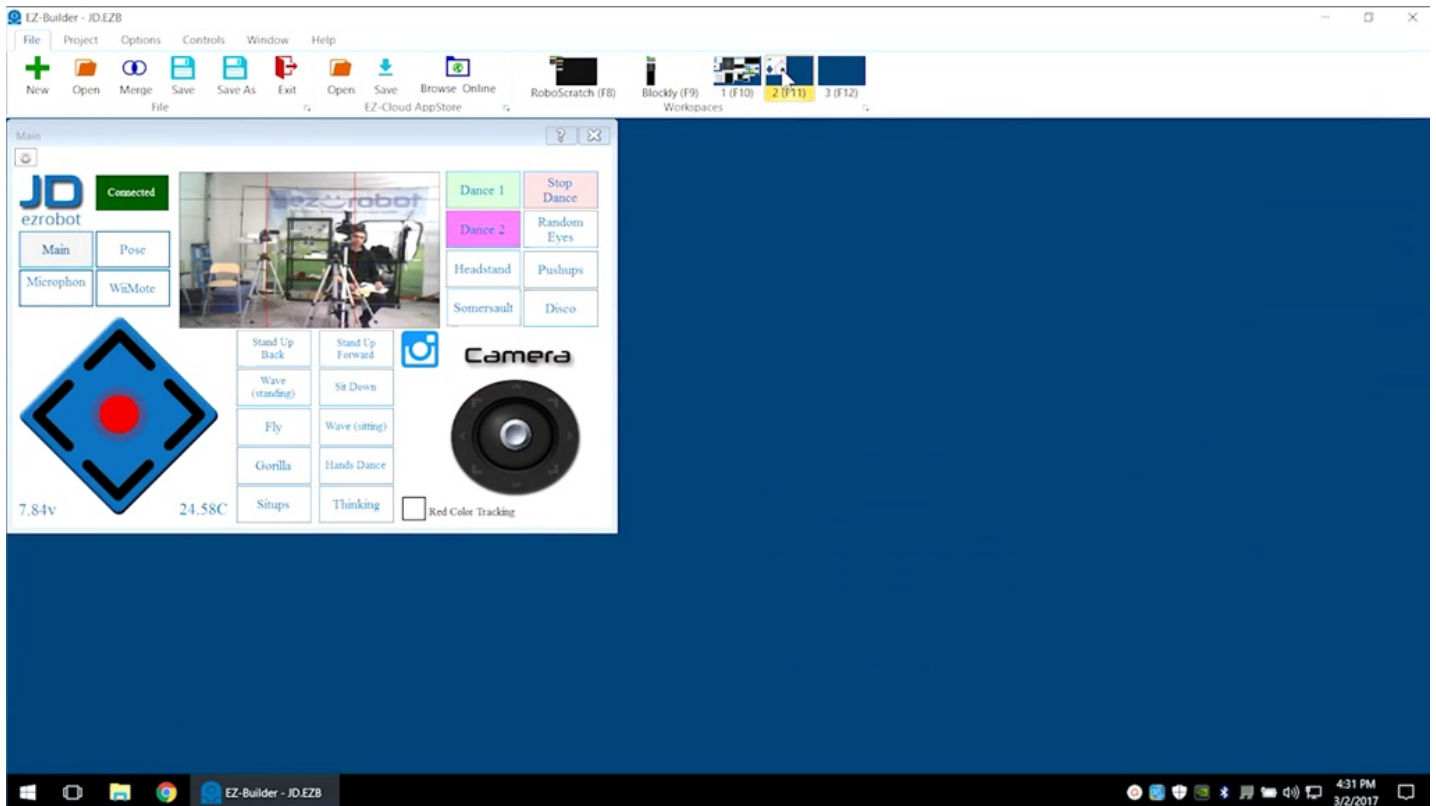 EZ-Builder - JD.EZB
File Project Options Controls Window Help
New Open Merge Save Save As Exit Open Save Browse Online RoboScratch (F8) Blockly (F9) 1 (F10) 2 (F11) 3 (F12)
File EZ-Cloud AppStore Workspaces
Main
JD
ezrobot
Connected
ezrobot
Dance 1
Stop
Dance
Dance 2
Random
Eyes
Main
Pose
Headstand
Pushups
Microphon
WiiMote
Somersault
Disco
Stand Up
Back
Stand Up
Forward
Camera
Wave
(standing)
Sit Down
Fly
Wave (sitting)
Gorilla
Hands Dance
Situps
Thinking
7.84v
24.58C
Red Color Tracking
EZ-Builder - JD.EZB
4:31 PM
3/2/2017